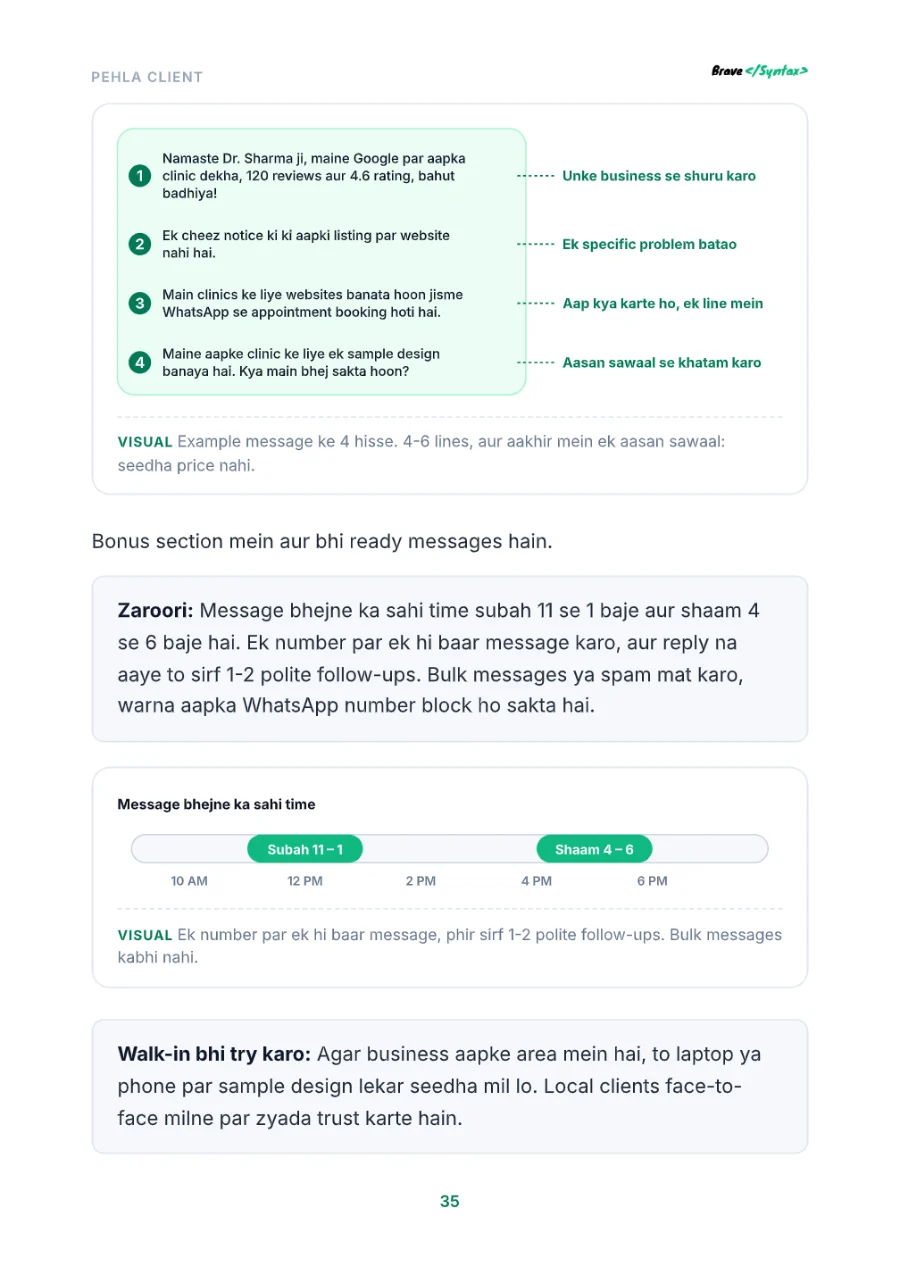 PEHLA CLIENT
Brave </Syntax>
1
Namaste Dr. Sharma ji, maine Google par aapka
clinic dekha, 120 reviews aur 4.6 rating, bahut
badhiya!
Unke business se shuru karo
2
Ek cheez notice ki ki aapki listing par website
nahi hai.
Ek specific problem batao
3
Main clinics ke liye websites banata hoon jisme
WhatsApp se appointment booking hoti hai.
Aap kya karte ho, ek line mein
4
Maine aapke clinic ke liye ek sample design
banaya hai. Kya main bhej sakta hoon?
Aasan sawaal se khatam karo
VISUAL Example message ke 4 hisse. 4-6 lines, aur aakhir mein ek aasan sawaal:
seedha price nahi.
Bonus section mein aur bhi ready messages hain.
Zaroori: Message bhejne ka sahi time subah 11 se 1 baje aur shaam 4
se 6 baje hai. Ek number par ek hi baar message karo, aur reply na
aaye to sirf 1-2 polite follow-ups. Bulk messages ya spam mat karo,
warna aapka WhatsApp number block ho sakta hai.
Message bhejne ka sahi time
Subah 11 – 1
Shaam 4 – 6
10 AM
12 PM
2 PM
4 PM
6 PM
VISUAL Ek number par ek hi baar message, phir sirf 1-2 polite follow-ups. Bulk messages
kabhi nahi.
Walk-in bhi try karo: Agar business aapke area mein hai, to laptop ya
phone par sample design lekar seedha mil lo. Local clients face-to-
face milne par zyada trust karte hain.
35